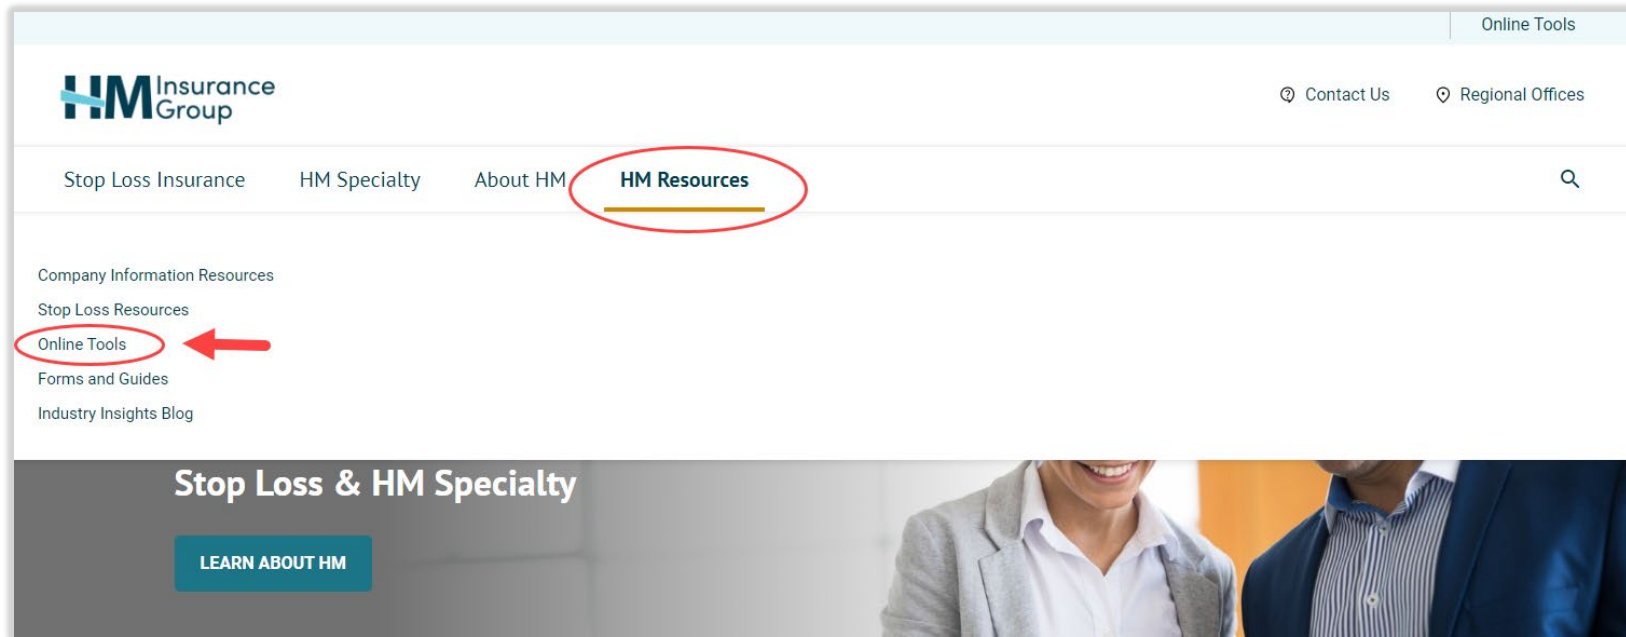 Online Tools
HM Insurance
Group
Contact Us
Regional Offices
Stop Loss Insurance
HM Specialty
About HM
HM Resources
Company Information Resources
Stop Loss Resources
Online Tools
Forms and Guides
Industry Insights Blog
Stop Loss & HM Specialty
LEARN ABOUT HM